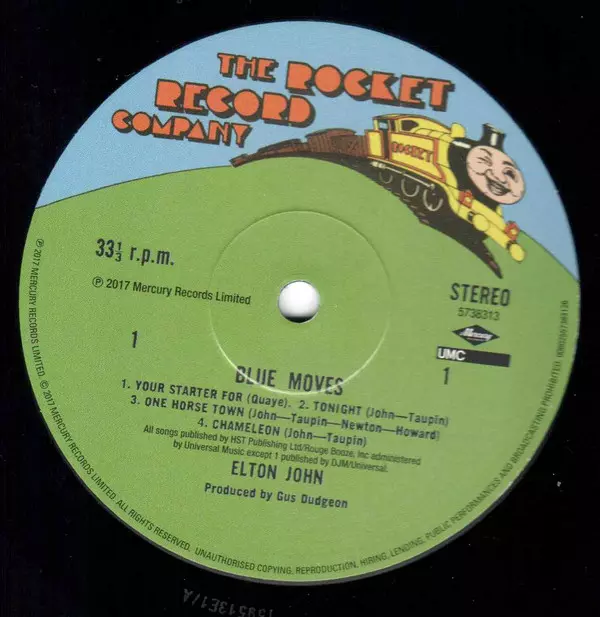 THE ROCKET
RECORD
COMPANY
ROCKET
33⅓ r.p.m.
℗ 2017 Mercury Records Limited
STEREO
5738313
Mercury
UMC
1
1
BLUE MOVES
1. YOUR STARTER FOR (Quaye). 2. TONIGHT (John—Taupin)
3. ONE HORSE TOWN (John—Taupin—Newton—Howard)
4. CHAMELEON (John—Taupin)
All songs published by HST Publishing Ltd/Rouge Booze, Inc administered
by Universal Music except 1 published by DJM/Universal.
ELTON JOHN
Produced by Gus Dudgeon
℗ 2017 MERCURY RECORDS LIMITED. © 2017 MERCURY RECORDS LIMITED. ALL RIGHTS RESERVED. UNAUTHORISED COPYING, REPRODUCTION, HIRING, LENDING, PUBLIC PERFORMANCES AND BROADCASTING PROHIBITED.